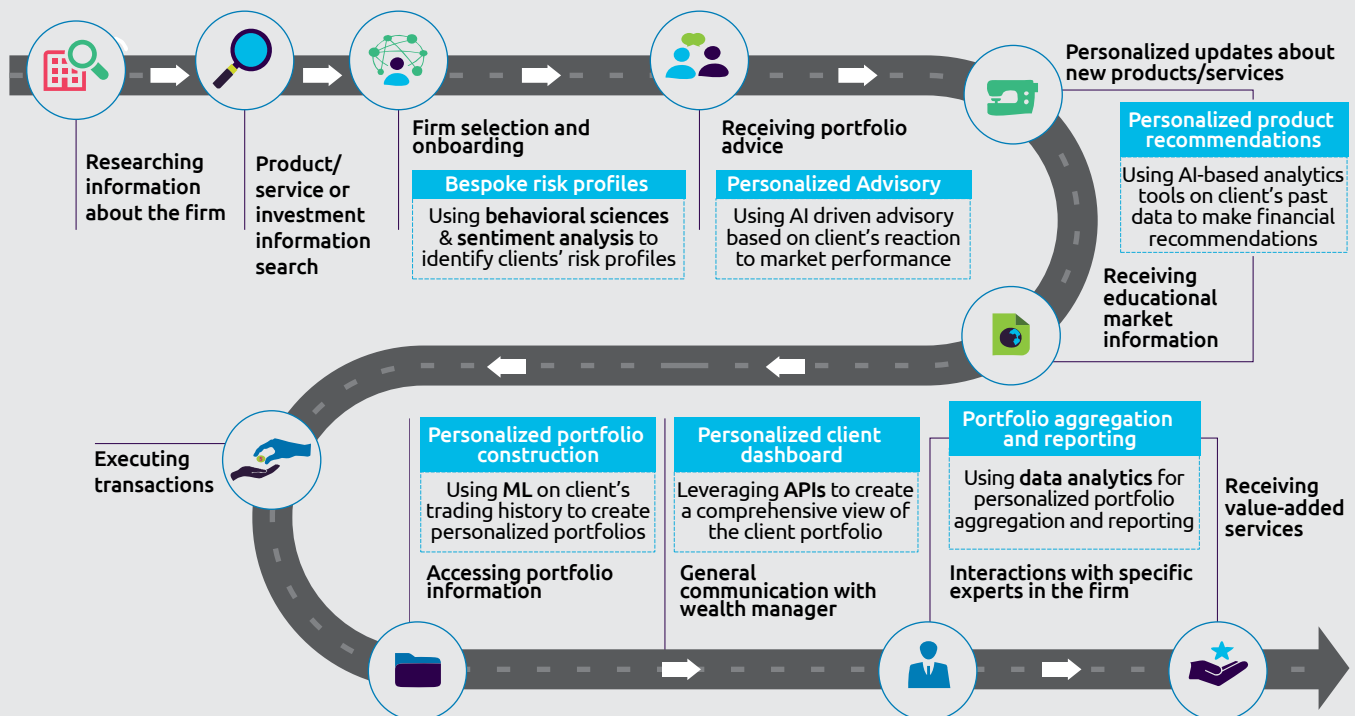 Researching
information
about the firm
Product/
service or
investment
information
search
Firm selection and
onboarding
Bespoke risk profiles
Using behavioral sciences
& sentiment analysis to
identify clients’ risk profiles
Receiving portfolio
advice
Personalized Advisory
Using AI driven advisory
based on client’s reaction
to market performance
Personalized updates about
new products/services
Personalized product
recommendations
Using AI-based analytics
tools on client’s past
data to make financial
recommendations
Receiving
educational
market
information
Executing
transactions
Personalized portfolio
construction
Using ML on client’s
trading history to create
personalized portfolios
Accessing portfolio
information
Personalized client
dashboard
Leveraging APIs to create
a comprehensive view of
the client portfolio
General
communication with
wealth manager
Portfolio aggregation
and reporting
Using data analytics for
personalized portfolio
aggregation and reporting
Interactions with specific
experts in the firm
Receiving
value-added
services